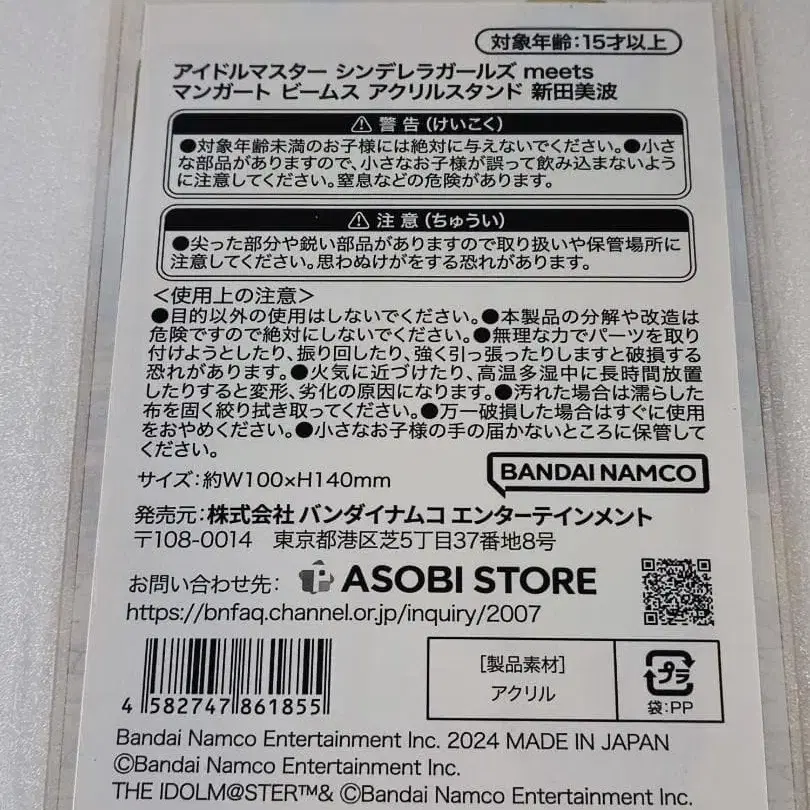 対象年齢:15才以上
アイドルマスター シンデレラガールズ meets
マンガート ビームス アクリルスタンド 新田美波
⚠ 警告(けいこく)
●対象年齢未満のお子様には絶対に与えないでください。●小さ
な部品がありますので、小さなお子様が誤って飲み込まないよう
に注意してください。窒息などの危険があります。
⚠ 注意(ちゅうい)
●尖った部分や鋭い部品がありますので取り扱いや保管場所に
注意してください。思わぬけがをする恐れがあります。
＜使用上の注意＞
●目的以外の使用はしないでください。●本製品の分解や改造は
危険ですので絶対にしないでください。●無理な力でパーツを取り
付けようとしたり、振り回したり、強く引っ張ったりしますと破損する
恐れがあります。●火気に近づけたり、高温多湿中に長時間放置
したりすると変形、劣化の原因になります。●汚れた場合は濡らした
布を固く絞り拭き取ってください。●万一破損した場合はすぐに使用
をおやめください。●小さなお子様の手の届かないところに保管して
ください。
サイズ:約W100×H140mm
BANDAI NAMCO
発売元:株式会社 バンダイナムコ エンターテインメント
〒108-0014 東京都港区芝5丁目37番地8号
お問い合わせ先: ASOBI STORE
https://bnfaq.channel.or.jp/inquiry/2007
4 582747 861855
[製品素材]
アクリル
プラ
袋:PP
Bandai Namco Entertainment Inc. 2024 MADE IN JAPAN
©Bandai Namco Entertainment Inc.
THE IDOLM@STER™& ©Bandai Namco Entertainment Inc.